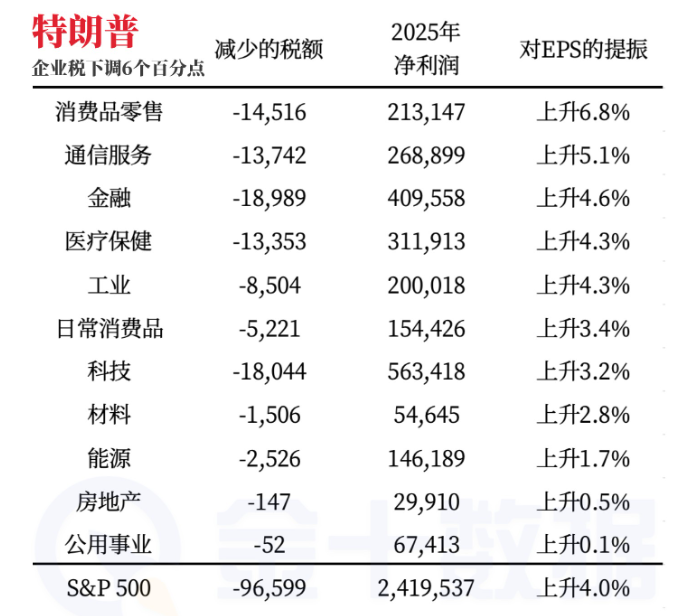 特朗普
企业税下调6个百分点
减少的税额
2025年
净利润
对EPS的提振
消费品零售 -14,516 213,147 上升6.8%
通信服务 -13,742 268,899 上升5.1%
金融 -18,989 409,558 上升4.6%
医疗保健 -13,353 311,913 上升4.3%
工业 -8,504 200,018 上升4.3%
日常消费品 -5,221 154,426 上升3.4%
科技 -18,044 563,418 上升3.2%
材料 -1,506 54,645 上升2.8%
能源 -2,526 146,189 上升1.7%
房地产 -147 29,910 上升0.5%
公用事业 -52 67,413 上升0.1%
S&P 500 -96,599 2,419,537 上升4.0%
金十数据